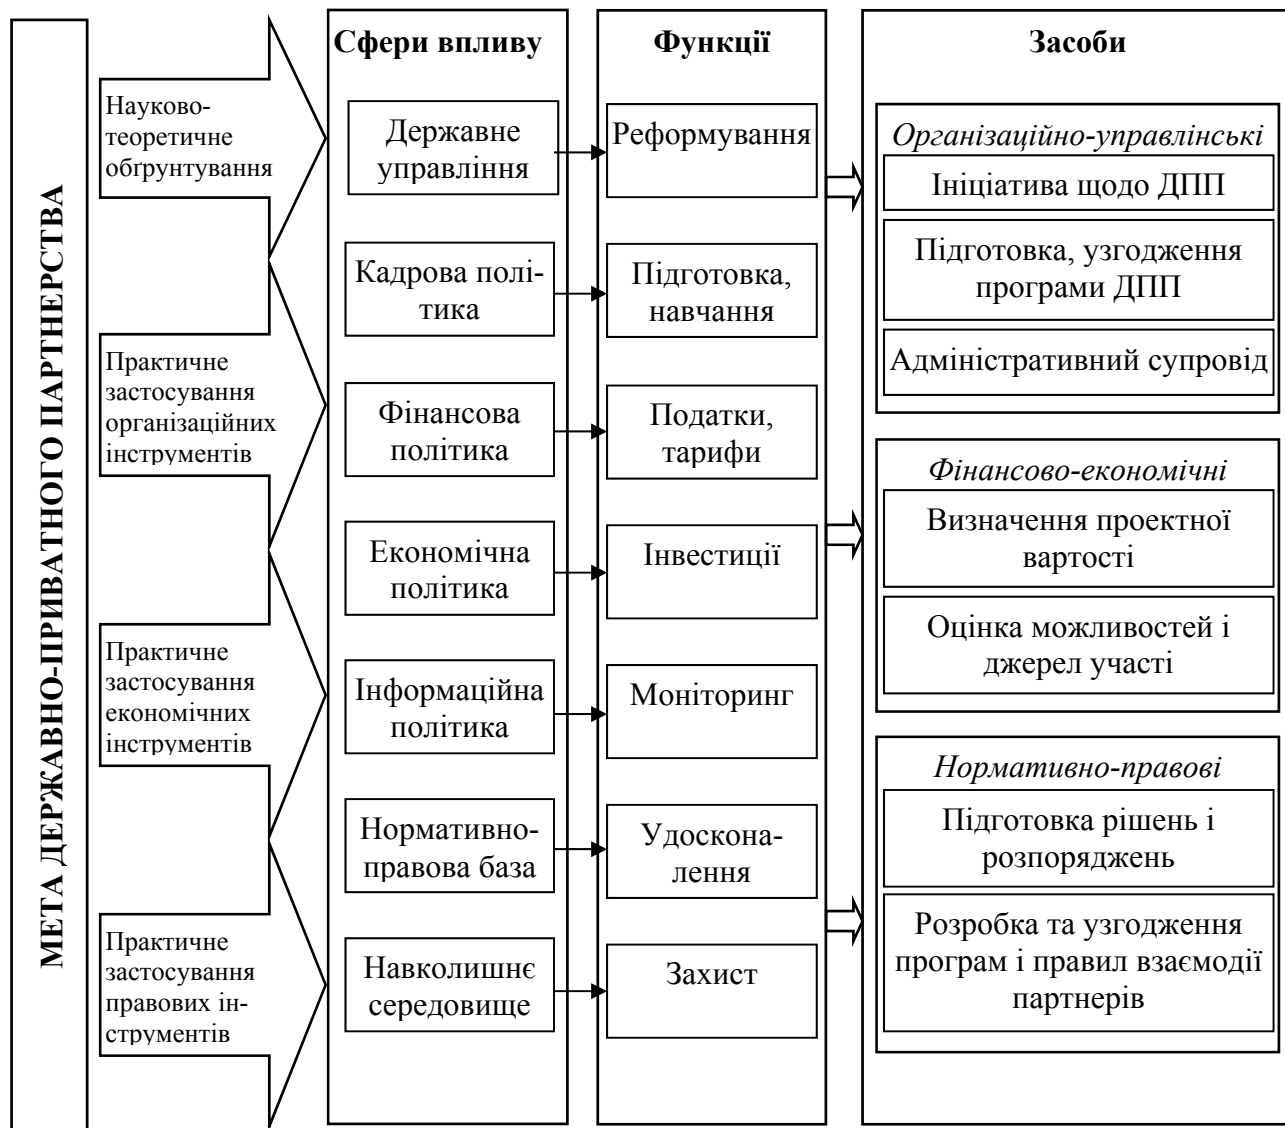 МЕТА ДЕРЖАВНО-ПРИВАТНОГО ПАРТНЕРСТВА
Науково-
теоретичне
обґрунтування
Практичне
застосування
організаційних
інструментів
Практичне
застосування
економічних
інструментів
Практичне
застосування
правових ін-
струментів
Сфери впливу
Державне
управління
Кадрова полі-
тика
Фінансова
політика
Економічна
політика
Інформаційна
політика
Нормативно-
правова база
Навколишнє
середовище
Функції
Реформування
Підготовка,
навчання
Податки,
тарифи
Інвестиції
Моніторинг
Удоскона-
лення
Захист
Засоби
Організаційно-управлінські
Ініціатива щодо ДПП
Підготовка, узгодження
програми ДПП
Адміністративний супровід
Фінансово-економічні
Визначення проектної
вартості
Оцінка можливостей і
джерел участі
Нормативно-правові
Підготовка рішень і
розпоряджень
Розробка та узгодження
програм і правил взаємодії
партнерів